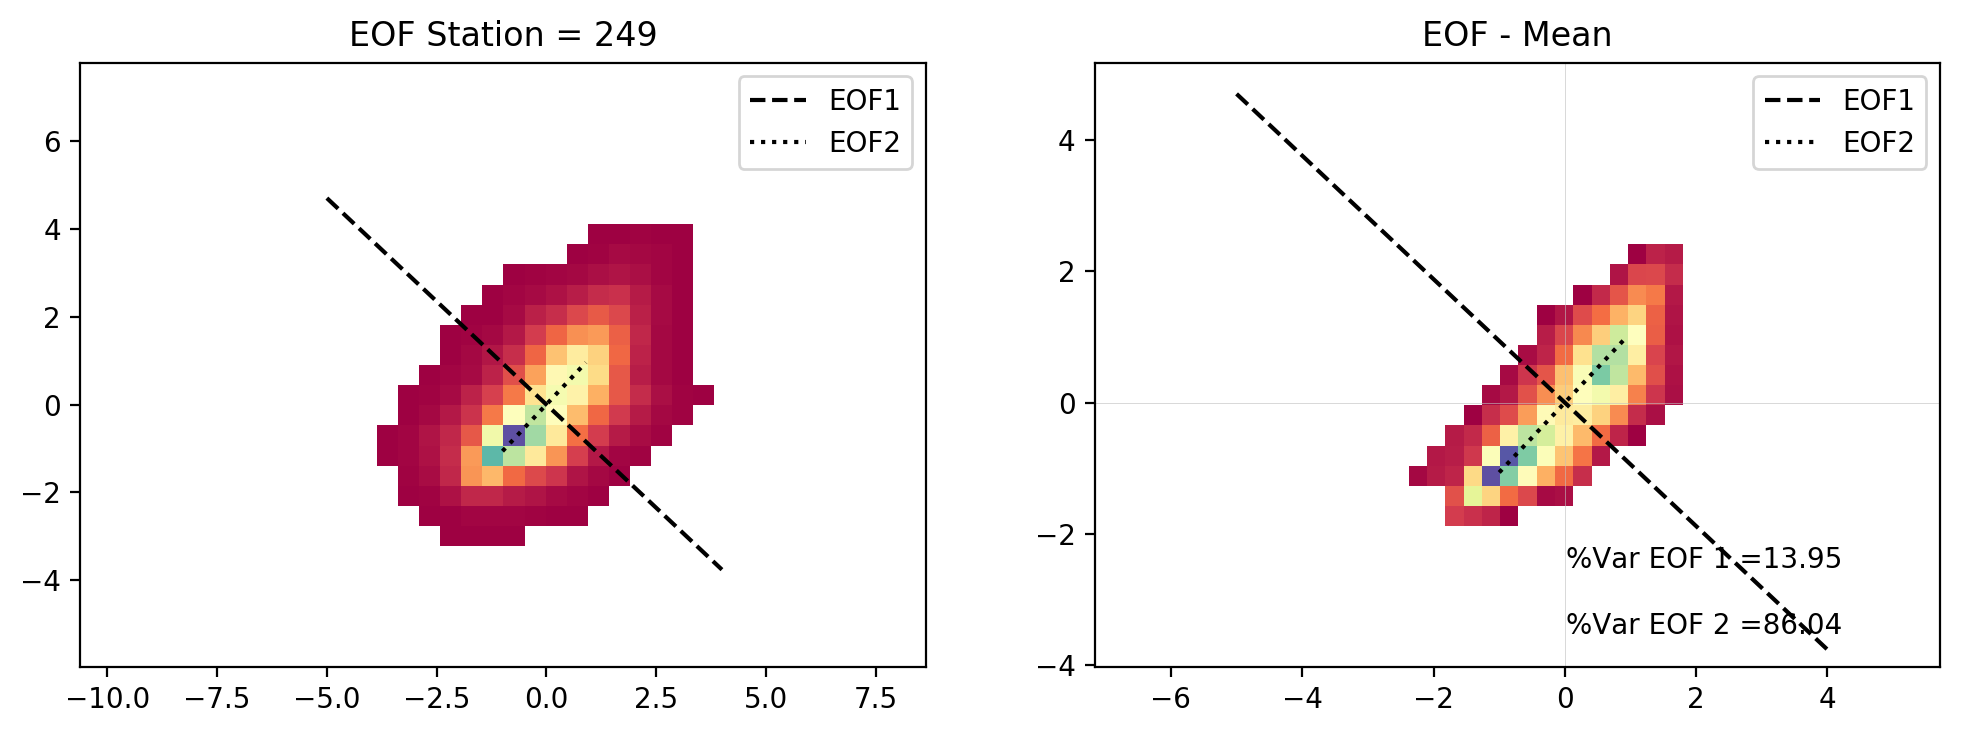 EOF Station = 249
EOF1
EOF2
6
4
2
0
−2
−4
−10.0 −7.5 −5.0 −2.5 0.0 2.5 5.0 7.5
EOF - Mean
EOF1
EOF2
4
2
0
−2
−4
%Var EOF 1 =13.95
%Var EOF 2 =86.04
−6 −4 −2 0 2 4